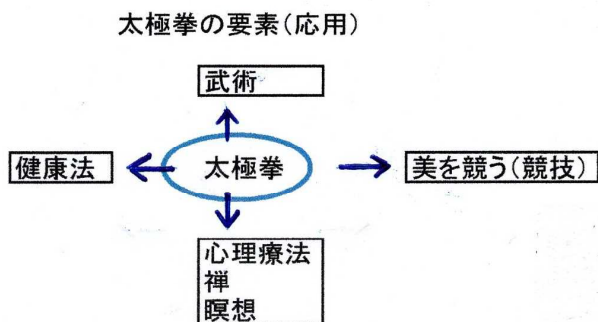 太極拳の要素(応用)
武術
健康法
太極拳
美を競う(競技)
心理療法
禅
瞑想